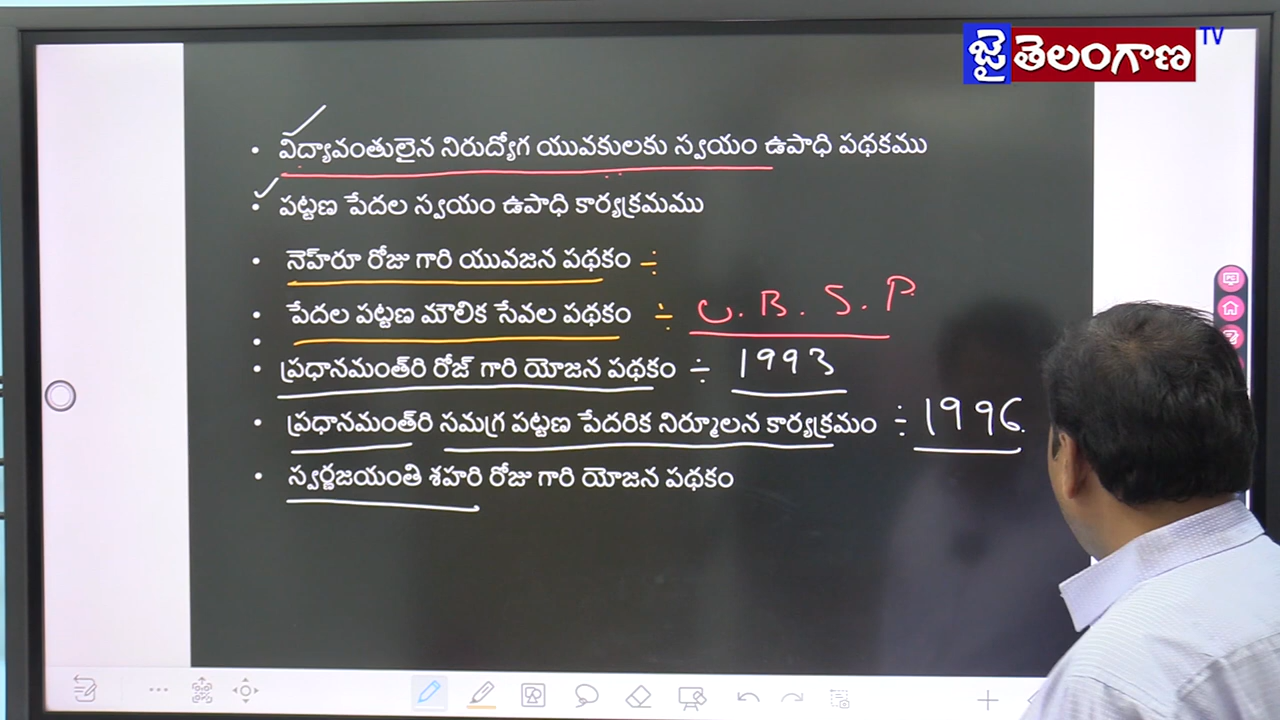 జై తెలంగాణ TV
• విద్యావంతులైన నిరుద్యోగ యువకులకు స్వయం ఉపాధి పథకము
• పట్టణ పేదల స్వయం ఉపాధి కార్యక్రమము
• నెహ్‌రూ రోజు గారి యువజన పథకం ÷
• పేదల పట్టణ మౌలిక సేవల పథకం ÷ U.B.S.P.
•
• ప్రధానమంత్‌రి రోజ్ గారి యోజన పథకం ÷ 1993
• ప్రధానమంత్‌రి సమగ్ర పట్టణ పేదరిక నిర్మూలన కార్యక్రమం ÷ 1996.
• స్వర్ణజయంతి శహరి రోజు గారి యోజన పథకం